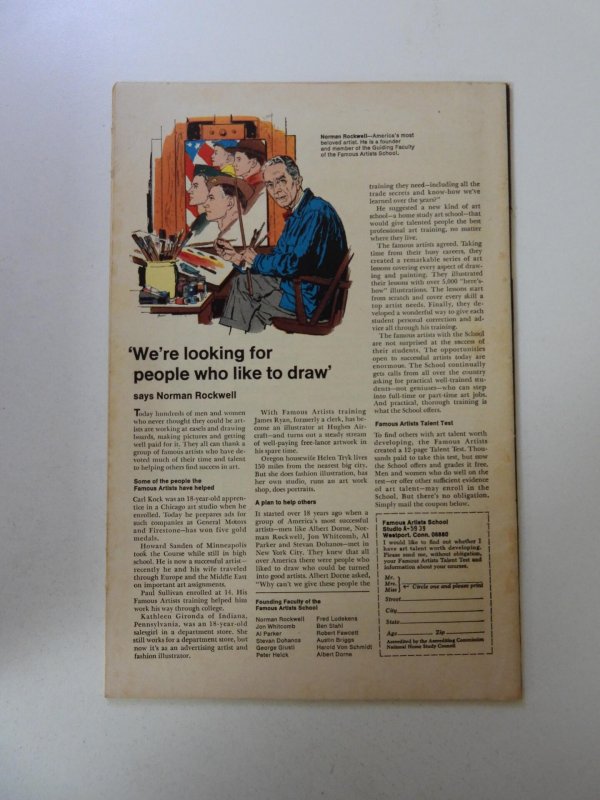 Norman Rockwell—America's most
beloved artist. He is a founder
and member of the Guiding Faculty
of the Famous Artists School.
'We're looking for
people who like to draw'
says Norman Rockwell
Today hundreds of men and women
who never thought they could be art-
ists are working at easels and drawing
boards, making pictures and getting
well paid for it. They all can thank a
group of famous artists who have de-
voted much of their time and talent
to helping others find success in art.
Some of the people the
Famous Artists have helped
Carl Kock was an 18-year-old appren-
tice in a Chicago art studio when he
enrolled. Today he prepares ads for
such companies as General Motors
and Firestone—has won five gold
medals.
Howard Sanden of Minneapolis
took the Course while still in high
school. He is now a successful artist—
recently he and his wife traveled
through Europe and the Middle East
on important art assignments.
Paul Sullivan enrolled at 14. His
Famous Artists training helped him
work his way through college.
Kathleen Gironda of Indiana,
Pennsylvania, was an 18-year-old
salesgirl in a department store. She
still works for a department store, but
now it's as an advertising artist and
fashion illustrator.
With Famous Artists training
James Ryan, formerly a clerk, has be-
come an illustrator at Hughes Air-
craft—and turns out a steady stream
of well-paying free-lance artwork in
his spare time.
Oregon housewife Helen Tryk lives
150 miles from the nearest big city.
But she does fashion illustration, has
her own studio, runs an art work
shop, does portraits.
A plan to help others
It started over 18 years ago when a
group of America's most successful
artists—men like Albert Dorne, Nor-
man Rockwell, Jon Whitcomb, Al
Parker and Stevan Dohanos—met in
New York City. They knew that all
over America there were people who
liked to draw who could be turned
into good artists. Albert Dorne asked,
"Why can't we give these people the
Founding Faculty of the
Famous Artists School
Norman Rockwell
Jon Whitcomb
Al Parker
Stevan Dohanos
George Giusti
Peter Helck
Fred Ludekens
Ben Stahl
Robert Fawcett
Austin Briggs
Harold Von Schmidt
Albert Dorne
training they need—including all the
trade secrets and know-how we've
learned over the years?"
He suggested a new kind of art
school—a home study art school—that
would give talented people the best
professional art training, no matter
where they live.
The famous artists agreed. Taking
time from their busy careers, they
created a remarkable series of art
lessons covering every aspect of draw-
ing and painting. They illustrated
their lessons with over 5,000 "here's-
how" illustrations. The lessons start
from scratch and cover every skill a
top artist needs. Finally, they de-
veloped a wonderful way to give each
student personal correction and ad-
vice all through his training.
The famous artists with the School
are not surprised at the success of
their students. The opportunities
open to successful artists today are
enormous. The School continually
gets calls from all over the country
asking for practical well-trained stu-
dents—not geniuses—who can step
into full-time or part-time art jobs.
And practical, thorough training is
what the School offers.
Famous Artists Talent Test
To find others with art talent worth
developing, the Famous Artists
created a 12-page Talent Test. Thou-
sands paid to take this test, but now
the School offers and grades it free.
Men and women who do well on the
test—or offer other sufficient evidence
of art talent—may enroll in the
School. But there's no obligation.
Simply mail the coupon below.
Famous Artists School
Studio A-5939
Westport, Conn. 06880
I would like to find out whether I
have art talent worth developing.
Please send me, without obligation,
your Famous Artists Talent Test and
information about your courses.
Mr.
Mrs. ← Circle one and please print
Miss
Street
City
State
Age Zip
Accredited by the Accrediting Commission
National Home Study Council